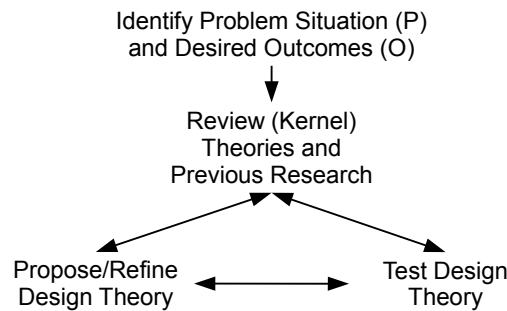 Identify Problem Situation (P)
and Desired Outcomes (O)
Review (Kernel)
Theories and
Previous Research
Propose/Refine
Design Theory
Test Design
Theory